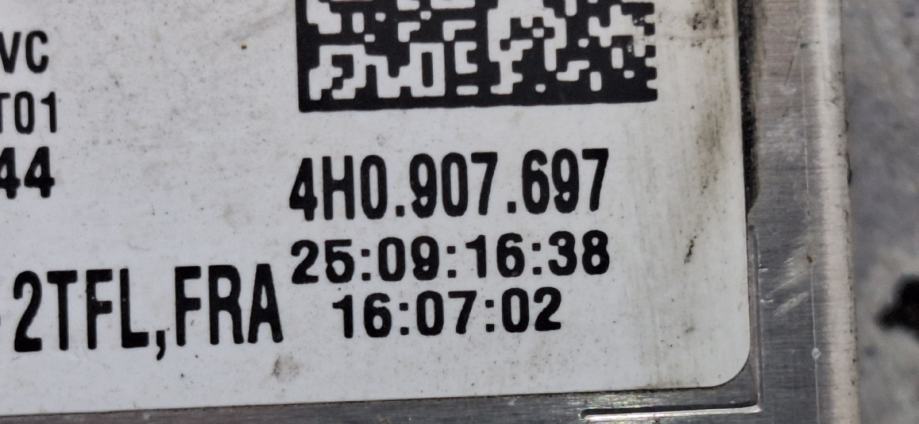 VC
T01
44
4H0.907.697
25:09:16:38
2TFL,FRA
16:07:02